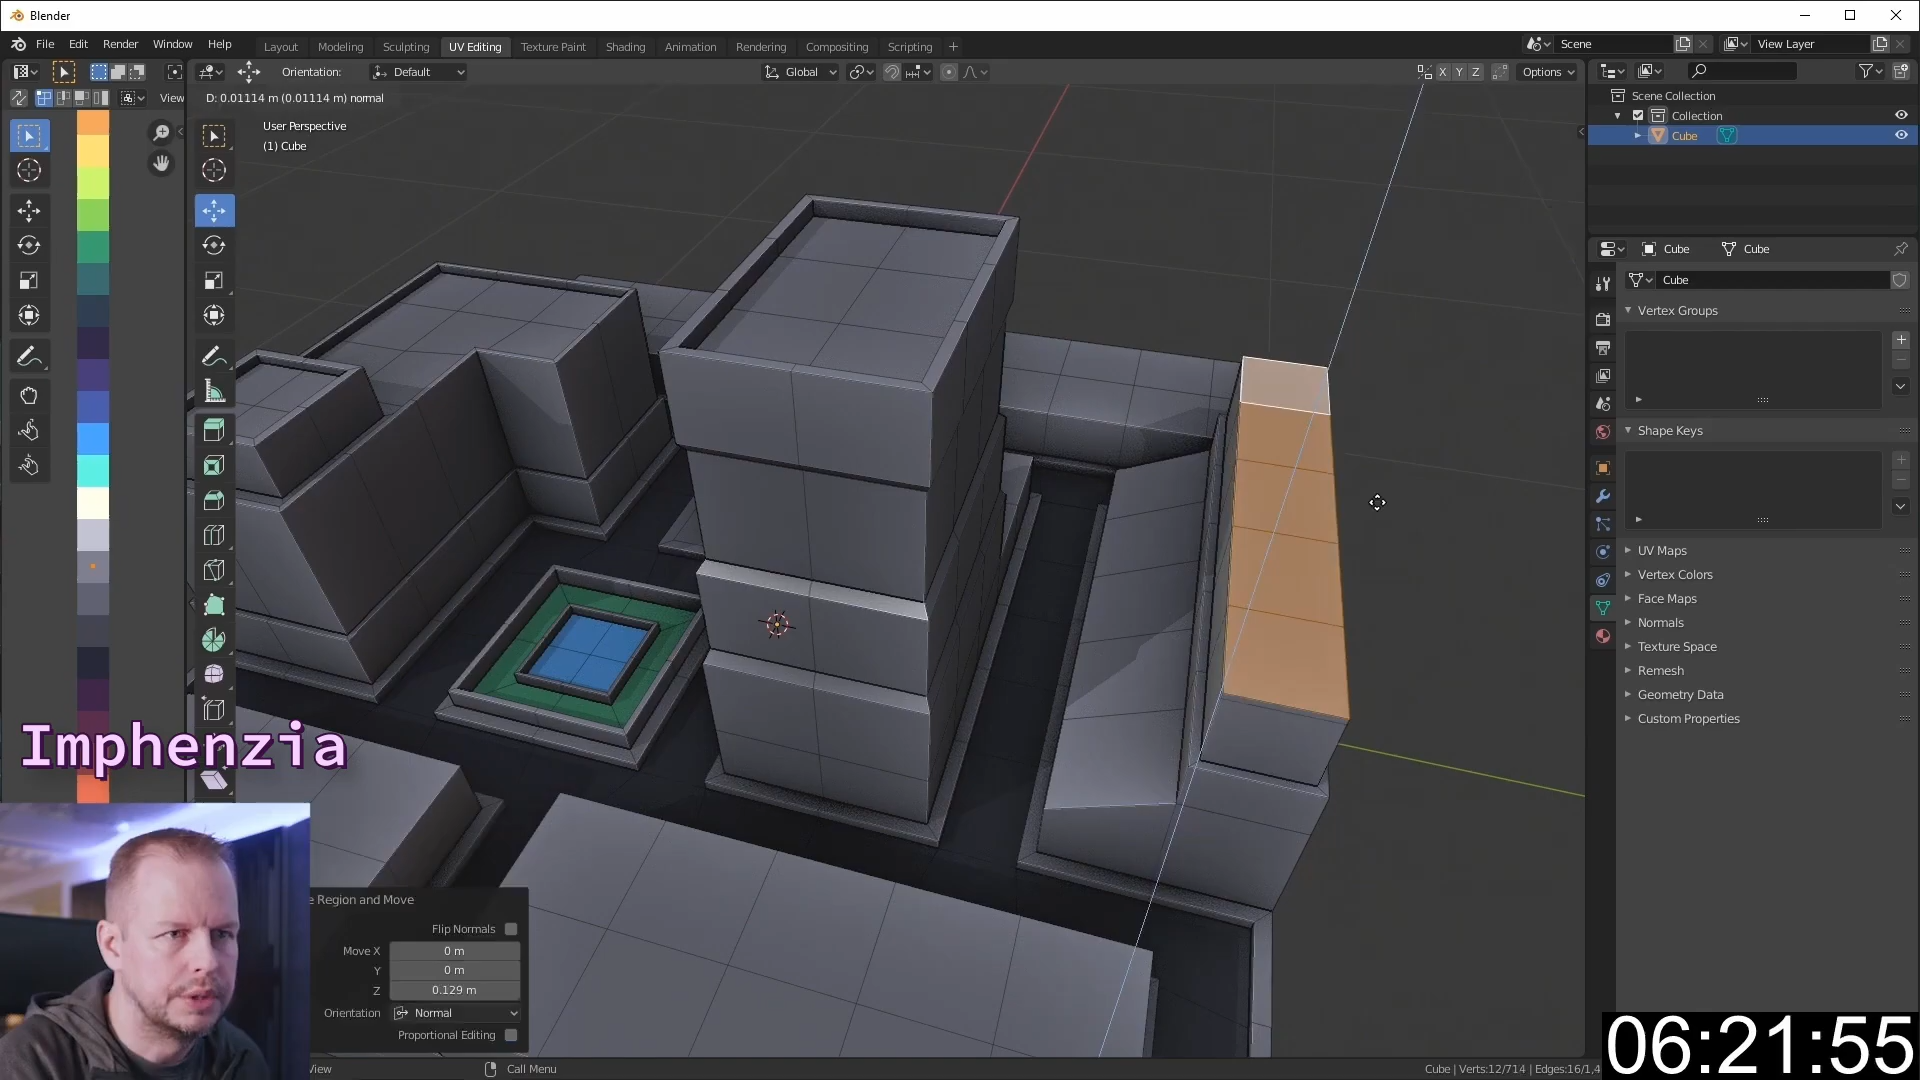 Blender
File Edit Render Window Help
Layout Modeling Sculpting UV Editing Texture Paint Shading Animation Rendering Compositing Scripting +
Scene
View Layer
View
Orientation: Default
Global
X Y Z
Options
D: 0.01114 m (0.01114 m) normal
User Perspective
(1) Cube
Scene Collection
Collection
Cube
Cube Cube
Cube
Vertex Groups
Shape Keys
UV Maps
Vertex Colors
Face Maps
Normals
Texture Space
Remesh
Geometry Data
Custom Properties
Imphenzia
e Region and Move
Flip Normals
Move X 0 m
Y 0 m
Z 0.129 m
Orientation Normal
Proportional Editing
View
Call Menu
Cube | Verts:12/714 | Edges:16/1,4
06:21:55